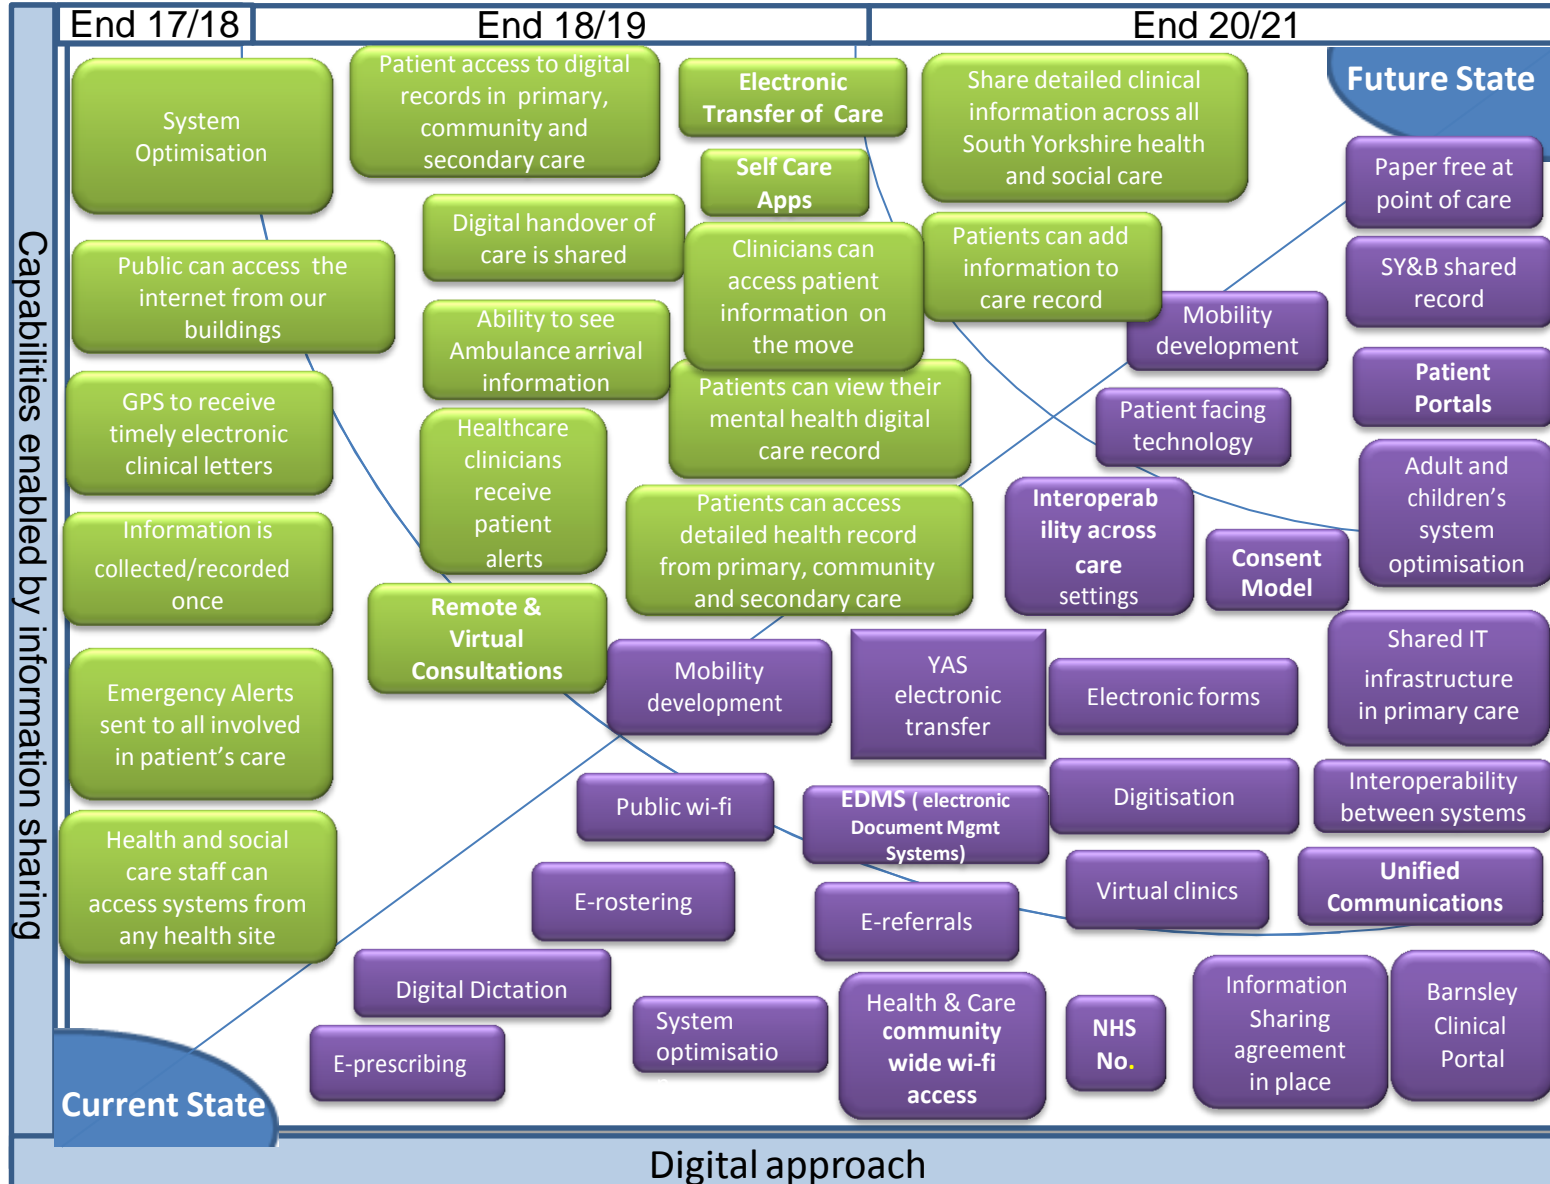 End 17/18
End 18/19
End 20/21
Capabilities enabled by information sharing
System
Optimisation
Public can access the
internet from our
buildings
GPS to receive
timely electronic
clinical letters
Information is
collected/recorded
once
Emergency Alerts
sent to all involved
in patient’s care
Health and social
care staff can
access systems from
any health site
Current State
Patient access to digital
records in primary,
community and
secondary care
Digital handover of
care is shared
Ability to see
Ambulance arrival
information
Healthcare
clinicians
receive
patient
alerts
Remote &
Virtual
Consultations
Electronic
Transfer of Care
Self Care
Apps
Clinicians can
access patient
information on
the move
Patients can view their
mental health digital
care record
Patients can access
detailed health record
from primary, community
and secondary care
Share detailed clinical
information across all
South Yorkshire health
and social care
Patients can add
information to
care record
Future State
Paper free at
point of care
SY&B shared
record
Mobility
development
Patient
Portals
Patient facing
technology
Adult and
children’s
system
optimisation
Interoperab
ility across
care
settings
Consent
Model
Shared IT
infrastructure
in primary care
Mobility
development
YAS
electronic
transfer
Electronic forms
Public wi-fi
EDMS ( electronic
Document Mgmt
Systems)
Digitisation
Interoperability
between systems
E-rostering
E-referrals
Virtual clinics
Unified
Communications
Digital Dictation
E-prescribing
System
optimisatio
Health & Care
community
wide wi-fi
access
NHS
No.
Information
Sharing
agreement
in place
Barnsley
Clinical
Portal
Digital approach